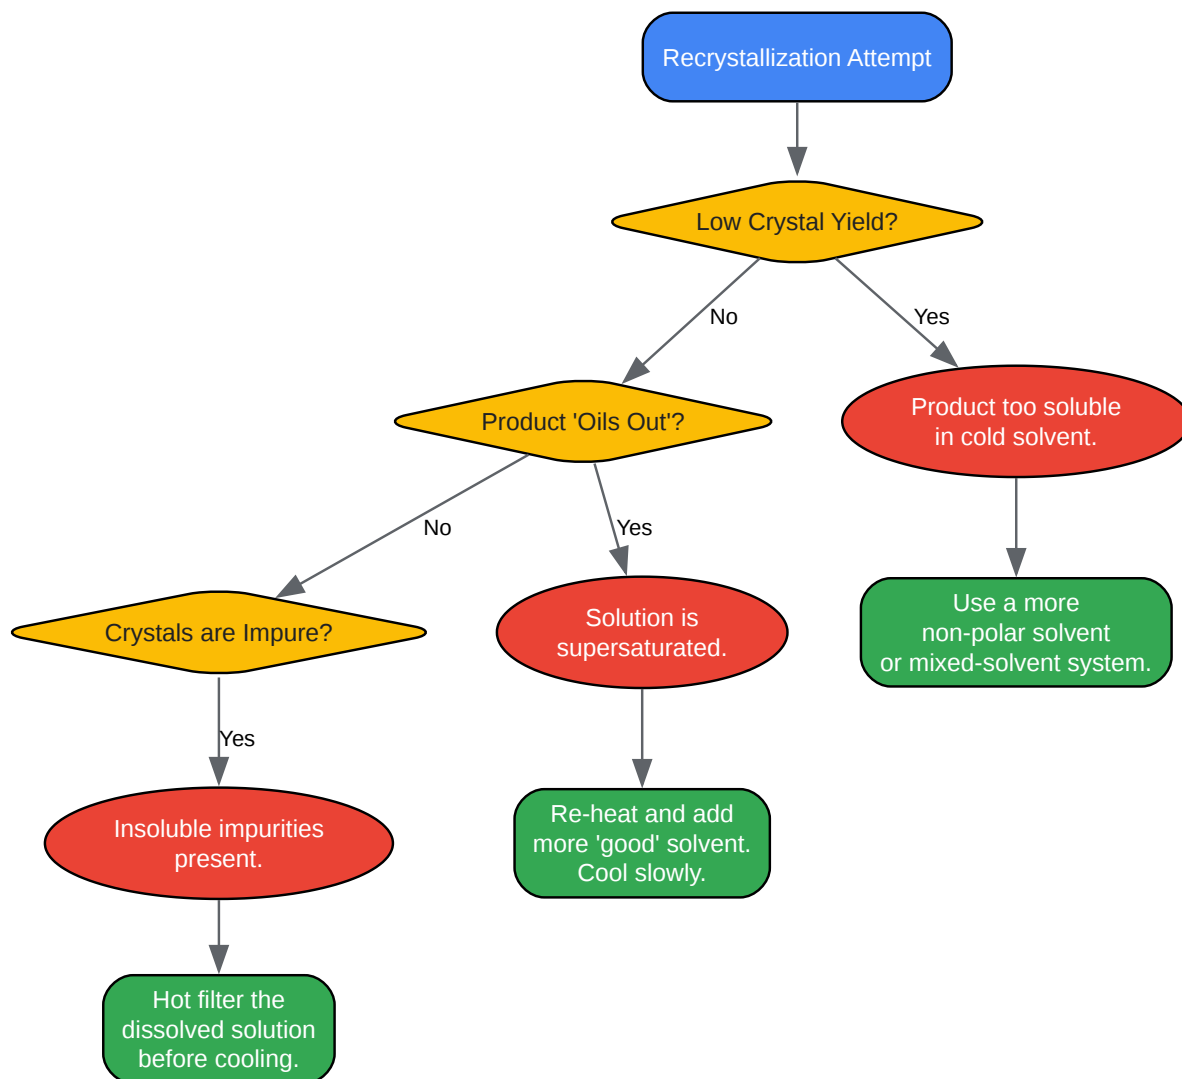 Recrystallization Attempt
Low Crystal Yield?
No
Yes
Product 'Oils Out'?
Product too soluble
in cold solvent.
No
Yes
Crystals are Impure?
Solution is
supersaturated.
Use a more
non-polar solvent
or mixed-solvent system.
Yes
Insoluble impurities
present.
Re-heat and add
more 'good' solvent.
Cool slowly.
Hot filter the
dissolved solution
before cooling.